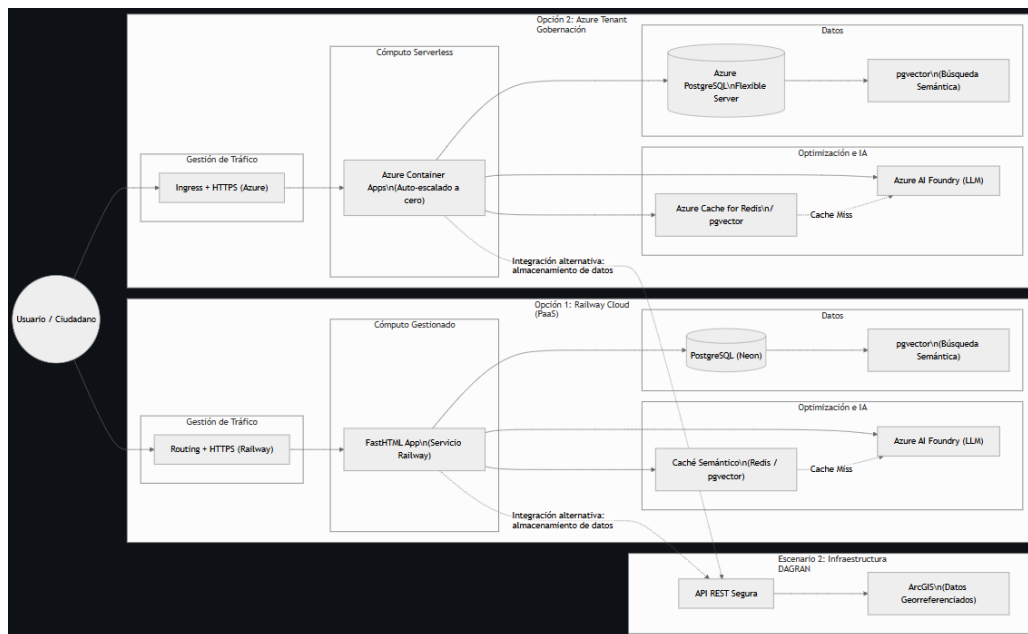 Opción 2: Azure Tenant
Gobernación
Cómputo Serverless
Datos
Azure
PostgreSQL\nFlexible
Server
pgvector\n(Búsqueda
Semántica)
Gestión de Tráfico
Ingress + HTTPS (Azure)
Azure Container
Apps\n(Auto-escalado a
cero)
Optimización e IA
Azure AI Foundry (LLM)
Azure Cache for Redis\n/
pgvector
Cache Miss
Integración alternativa:
almacenamiento de datos
Usuario / Ciudadano
Opción 1: Railway Cloud
(PaaS)
Cómputo Gestionado
Datos
PostgreSQL (Neon)
pgvector\n(Búsqueda
Semántica)
Gestión de Tráfico
Routing + HTTPS (Railway)
FastHTML App\n(Servicio
Railway)
Optimización e IA
Azure AI Foundry (LLM)
Caché Semántico\n(Redis /
pgvector)
Cache Miss
Integración alternativa:
almacenamiento de datos
Escenario 2: Infraestructura
DAGRAN
API REST Segura
ArcGIS\n(Datos
Georreferenciados)